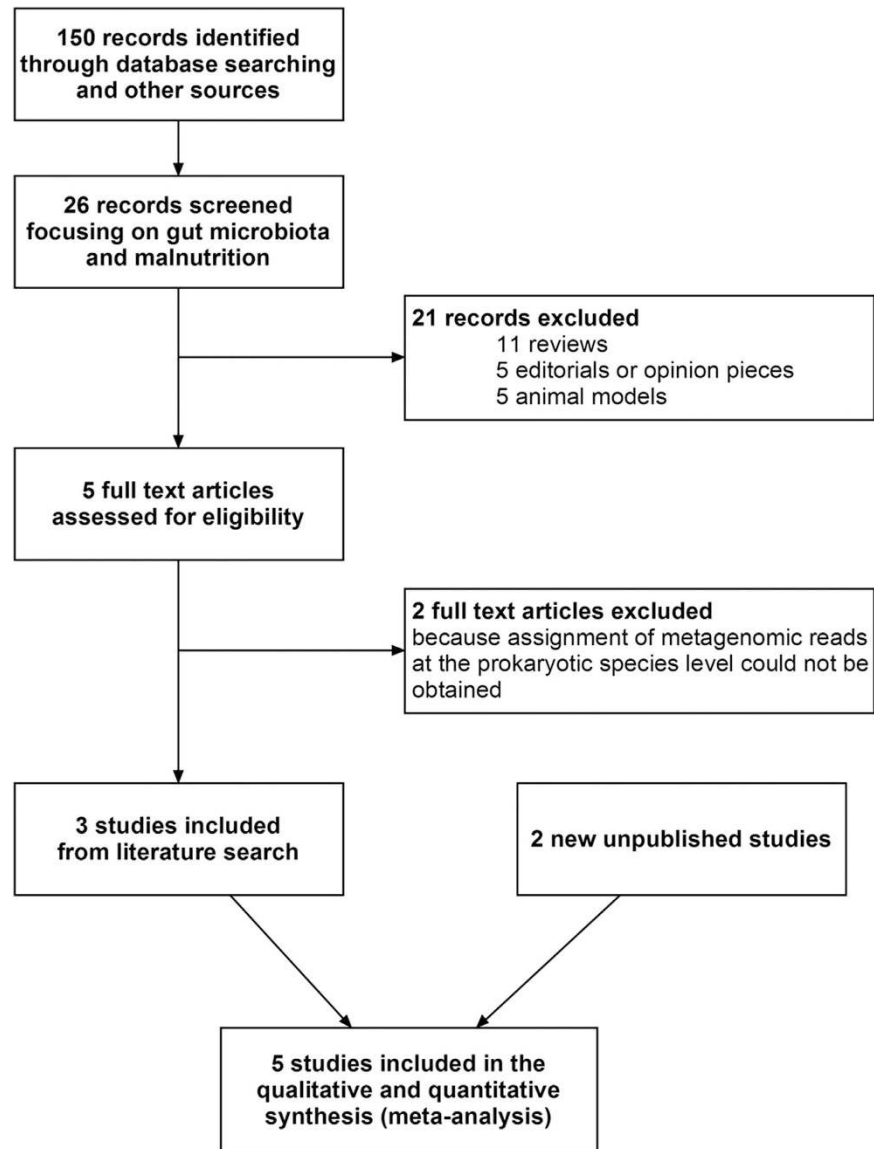 150 records identified
through database searching
and other sources
26 records screened
focusing on gut microbiota
and malnutrition
21 records excluded
11 reviews
5 editorials or opinion pieces
5 animal models
5 full text articles
assessed for eligibility
2 full text articles excluded
because assignment of metagenomic reads
at the prokaryotic species level could not be
obtained
3 studies included
from literature search
2 new unpublished studies
5 studies included in the
qualitative and quantitative
synthesis (meta-analysis)